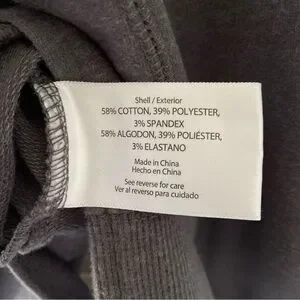 Shell / Exterior
58% COTTON, 39% POLYESTER,
3% SPANDEX
58% ALGODON, 39% POLIÉSTER,
3% ELASTANO
Made in China
Hecho en China
See reverse for care
Ver al reverso para cuidado